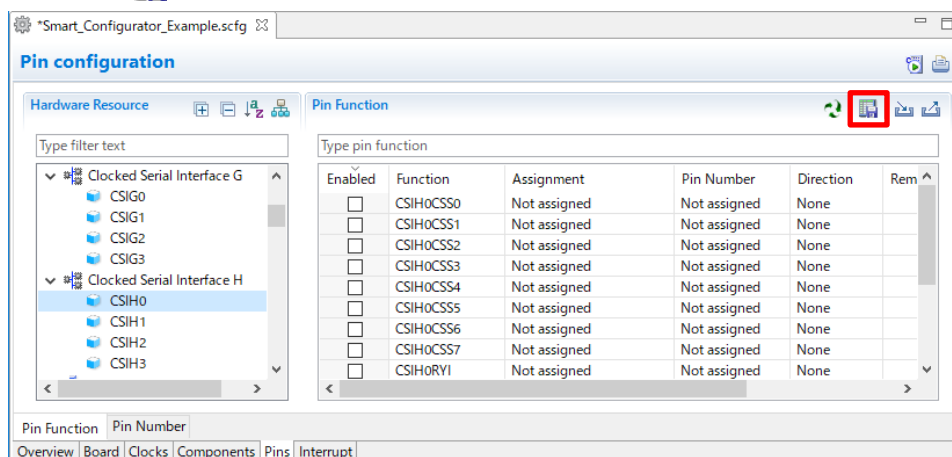 *Smart_Configurator_Example.scfg
Pin configuration
Hardware Resource
Pin Function
Type filter text
Type pin function
Clocked Serial Interface G
CSIG0
CSIG1
CSIG2
CSIG3
Clocked Serial Interface H
CSIH0
CSIH1
CSIH2
CSIH3
Enabled Function Assignment Pin Number Direction Rem
CSIH0CSS0 Not assigned Not assigned None
CSIH0CSS1 Not assigned Not assigned None
CSIH0CSS2 Not assigned Not assigned None
CSIH0CSS3 Not assigned Not assigned None
CSIH0CSS4 Not assigned Not assigned None
CSIH0CSS5 Not assigned Not assigned None
CSIH0CSS6 Not assigned Not assigned None
CSIH0CSS7 Not assigned Not assigned None
CSIH0RYI Not assigned Not assigned None
Pin Function Pin Number
Overview Board Clocks Components Pins Interrupt